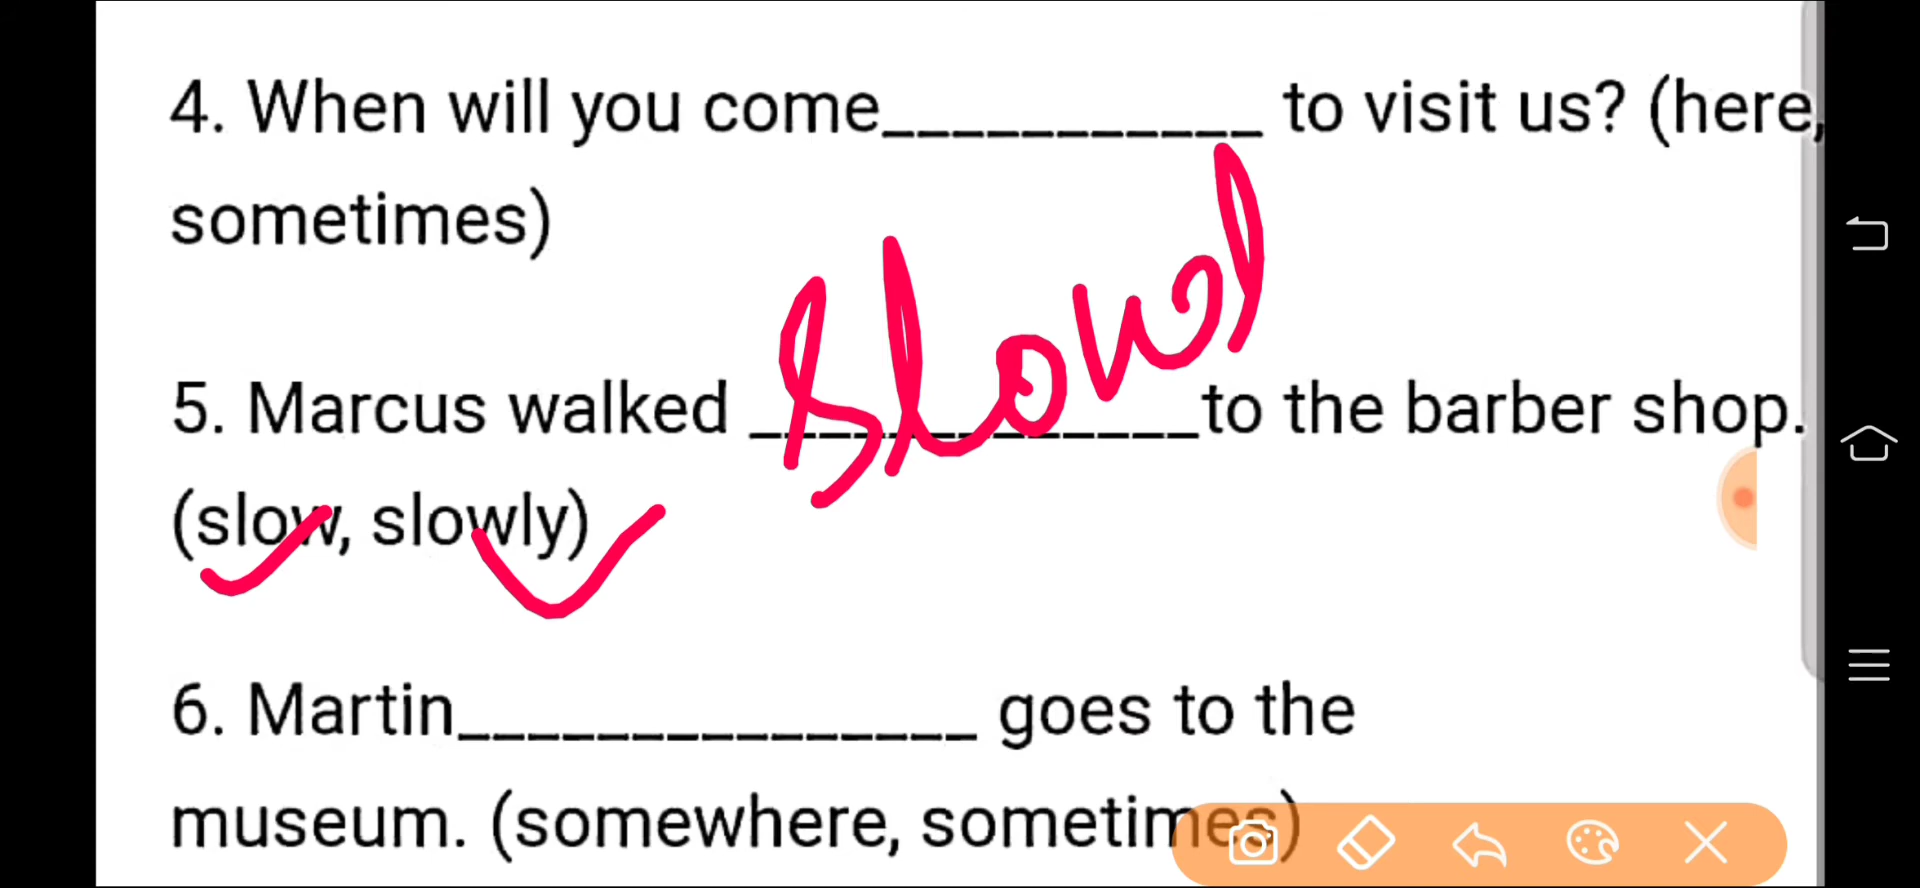 4. When will you come___________ to visit us? (here,
sometimes)
slowl
5. Marcus walked _____________to the barber shop.
(slow, slowly)
6. Martin_______________ goes to the
museum. (somewhere, sometimes)